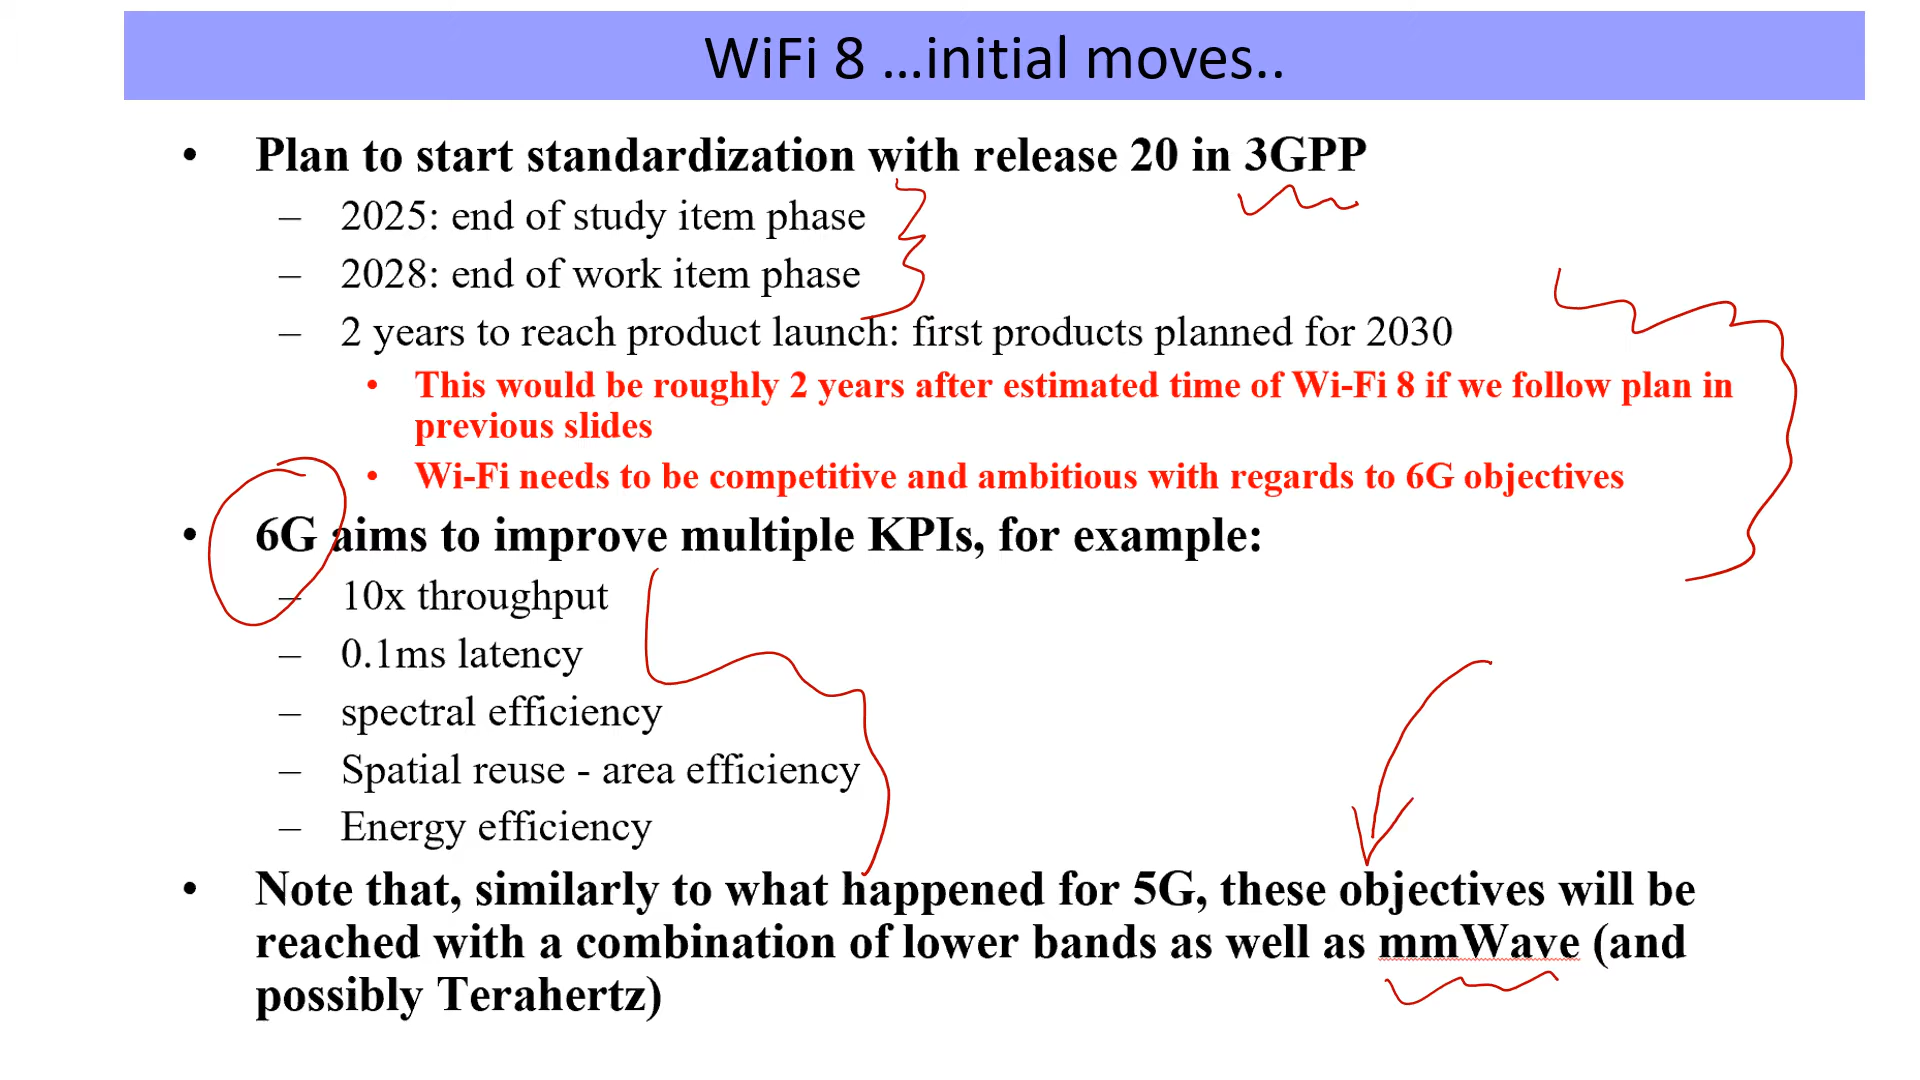 WiFi 8 ...initial moves..
• Plan to start standardization with release 20 in 3GPP
– 2025: end of study item phase
– 2028: end of work item phase
– 2 years to reach product launch: first products planned for 2030
• This would be roughly 2 years after estimated time of Wi-Fi 8 if we follow plan in
previous slides
• Wi-Fi needs to be competitive and ambitious with regards to 6G objectives
• 6G aims to improve multiple KPIs, for example:
– 10x throughput
– 0.1ms latency
– spectral efficiency
– Spatial reuse - area efficiency
– Energy efficiency
• Note that, similarly to what happened for 5G, these objectives will be
reached with a combination of lower bands as well as mmWave (and
possibly Terahertz)